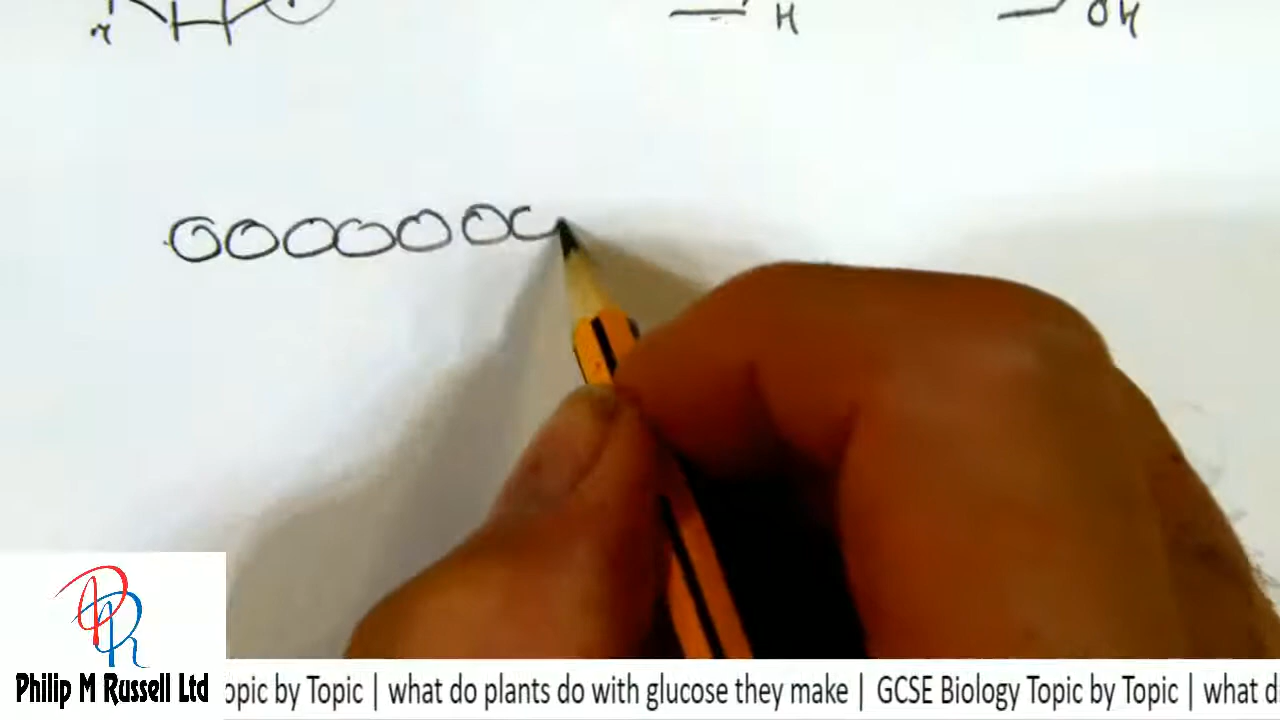 H OH
Philip M Russell Ltd
opic by Topic | what do plants do with glucose they make | GCSE Biology Topic by Topic | what d